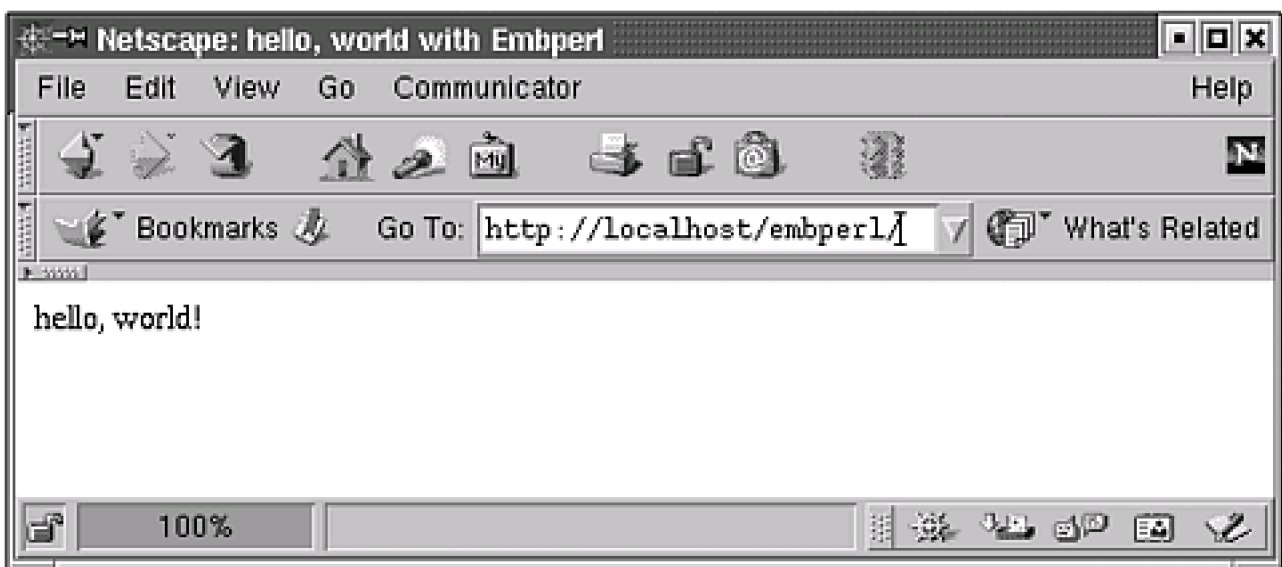 Netscape: hello, world with Embperl
File Edit View Go Communicator Help
My N
Bookmarks Go To: http://localhost/embperl/ What's Related
hello, world!
100%